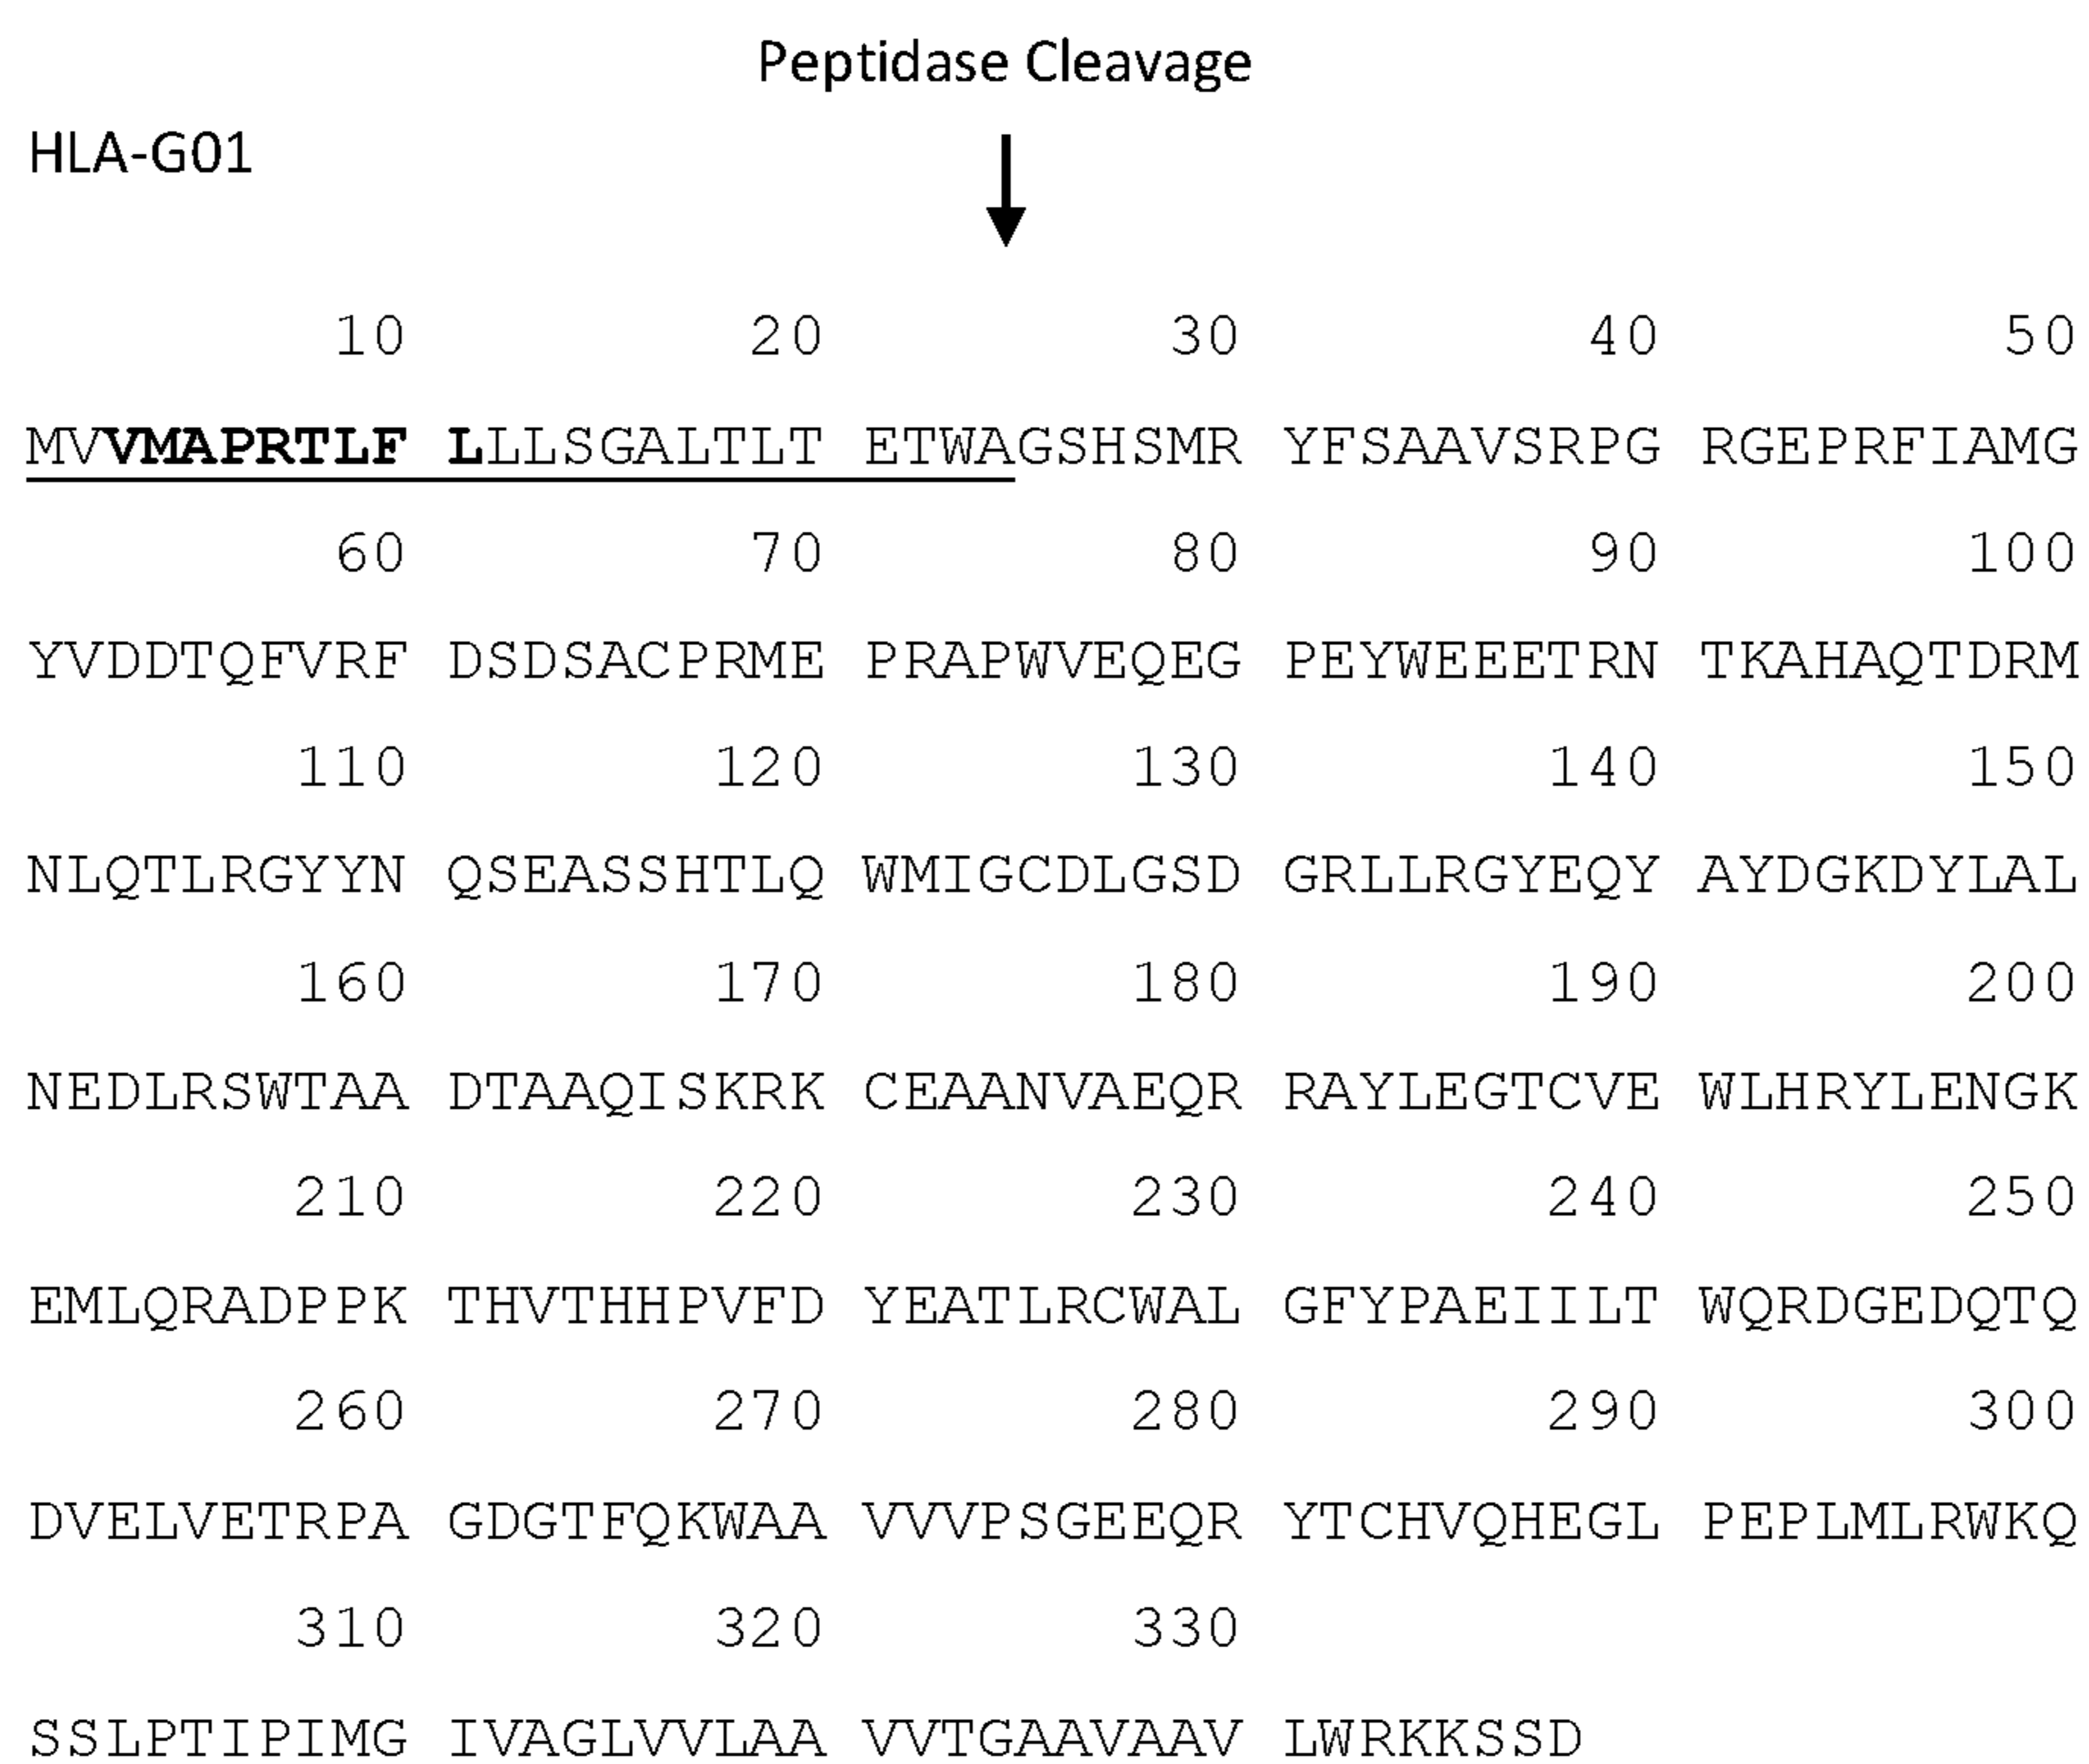 Peptidase Cleavage
HLA-G01
10 20 30 40 50
MVVMAPRTLF LLLSGALTLT ETWAGSHSMR YFSAAVSRPG RGEPRFIAMG
60 70 80 90 100
YVDDTQFVRF DSDSACPRME PRAPWVEQEG PEYWEEETRN TKAHAQTDRM
110 120 130 140 150
NLQTLRGYYN QSEASSHTLQ WMIGCDLGSD GRLLRGYEQY AYDGKDYLAL
160 170 180 190 200
NEDLRSWTAA DTAAQISKRK CEAANVAEQR RAYLEGTCVE WLHRYLENGK
210 220 230 240 250
EMLQRADPPK THVTHHPVFD YEATLRCWAL GFYPAEIILT WQRDGEDQTQ
260 270 280 290 300
DVELVETRPA GDGTFQKWAA VVVPSGEEQR YTCHVQHEGL PEPLMLRWKQ
310 320 330
SSLPTIPIMG IVAGLVVLAA VVTGAAVAAV LWRKKSSD